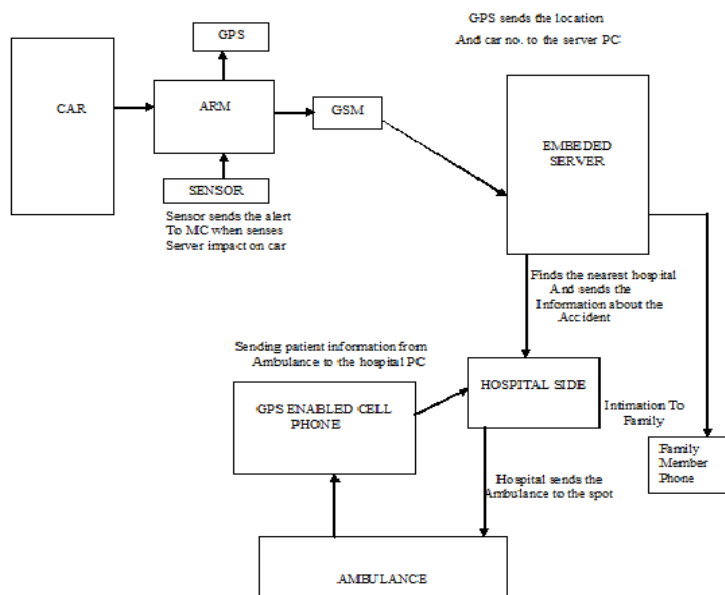 GPS sends the location
And car no. to the server PC
GPS
CAR
ARM
GSM
EMBEDED
SERVER
SENSOR
Sensor sends the alert
To MC when senses
Server impact on car
Finds the nearest hospital
And sends the
Information about the
Accident
Sending patient information from
Ambulance to the hospital PC
HOSPITAL SIDE
GPS ENABLED CELL
PHONE
Intimation To
Family
Family
Member
Phone
Hospital sends the
Ambulance to the spot
AMBULANCE